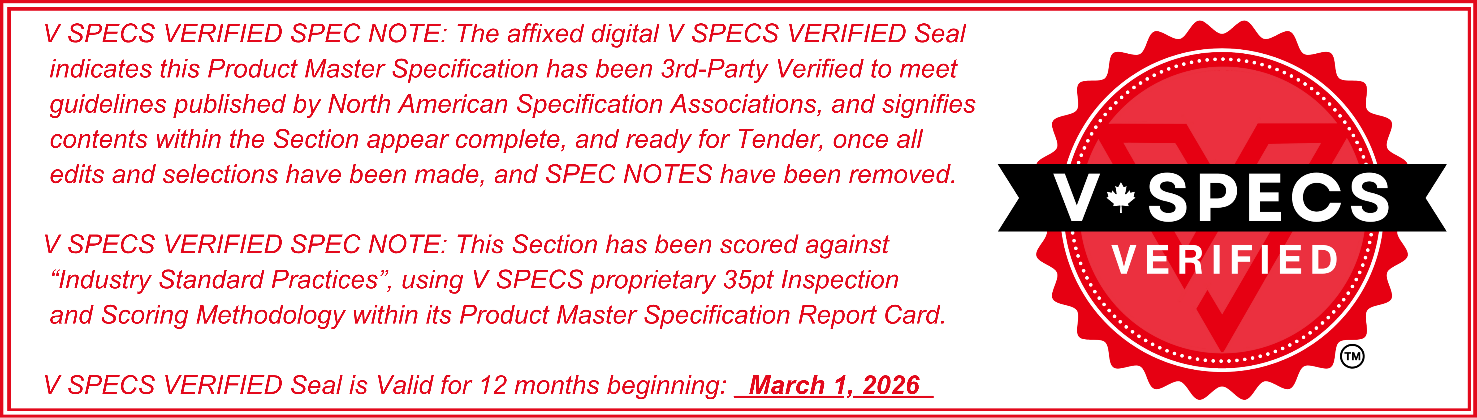 V SPECS VERIFIED SPEC NOTE: The affixed digital V SPECS VERIFIED Seal
indicates this Product Master Specification has been 3rd-Party Verified to meet
guidelines published by North American Specification Associations, and signifies
contents within the Section appear complete, and ready for Tender, once all
edits and selections have been made, and SPEC NOTES have been removed.
V SPECS VERIFIED SPEC NOTE: This Section has been scored against
“Industry Standard Practices”, using V SPECS proprietary 35pt Inspection
and Scoring Methodology within its Product Master Specification Report Card.
V SPECS VERIFIED Seal is Valid for 12 months beginning: March 1, 2026
V SPECS
VERIFIED
TM